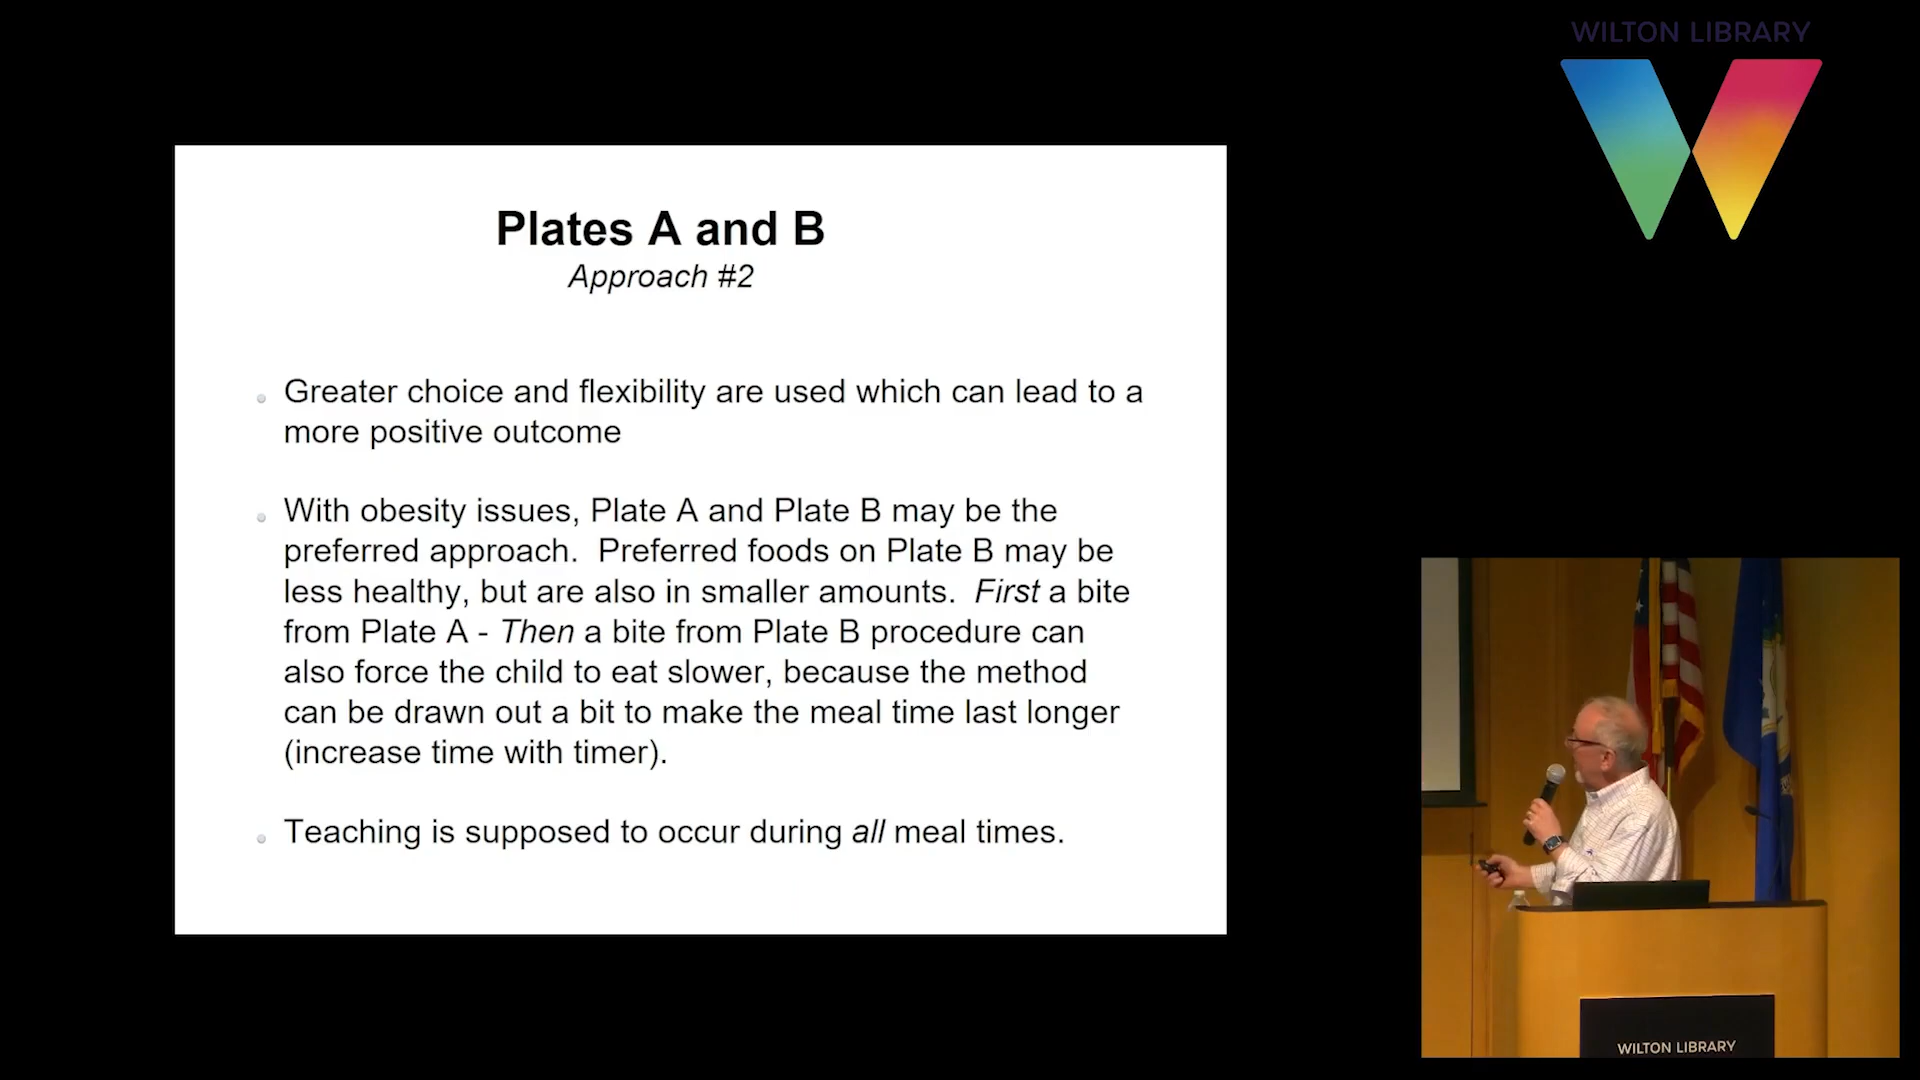 WILTON LIBRARY
Plates A and B
Approach #2
Greater choice and flexibility are used which can lead to a
more positive outcome
With obesity issues, Plate A and Plate B may be the
preferred approach.  Preferred foods on Plate B may be
less healthy, but are also in smaller amounts.  First a bite
from Plate A - Then a bite from Plate B procedure can
also force the child to eat slower, because the method
can be drawn out a bit to make the meal time last longer
(increase time with timer).
Teaching is supposed to occur during all meal times.
WILTON LIBRARY